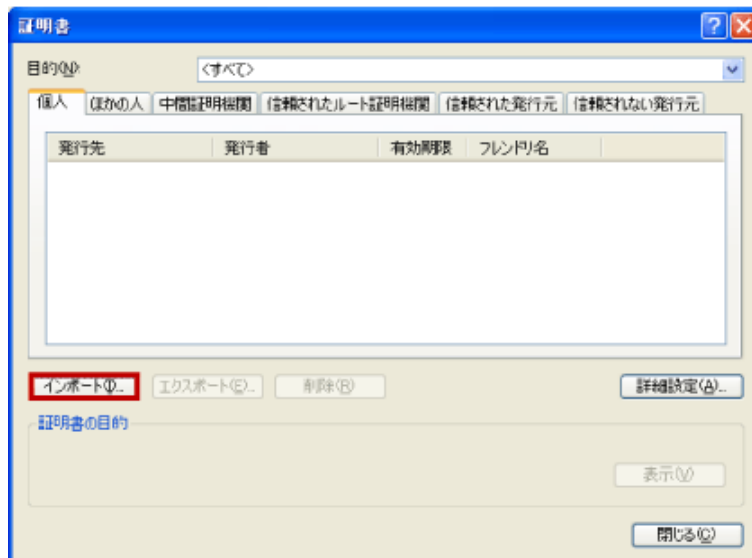 証明書
目的(N): <すべて>
個人 ほかの人 中間証明機関 信頼されたルート証明機関 信頼された発行元 信頼されない発行元
発行先 発行者 有効期限 フレンドリ名
インポート(I)... エクスポート(E)... 削除(R) 詳細設定(A)...
証明書の目的
表示(V)
閉じる(C)